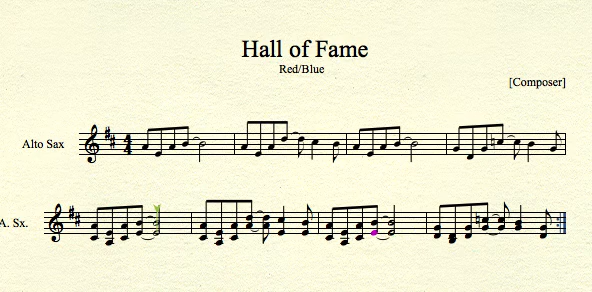 Hall of Fame
Red/Blue
[Composer]
Alto Sax
A. Sx.